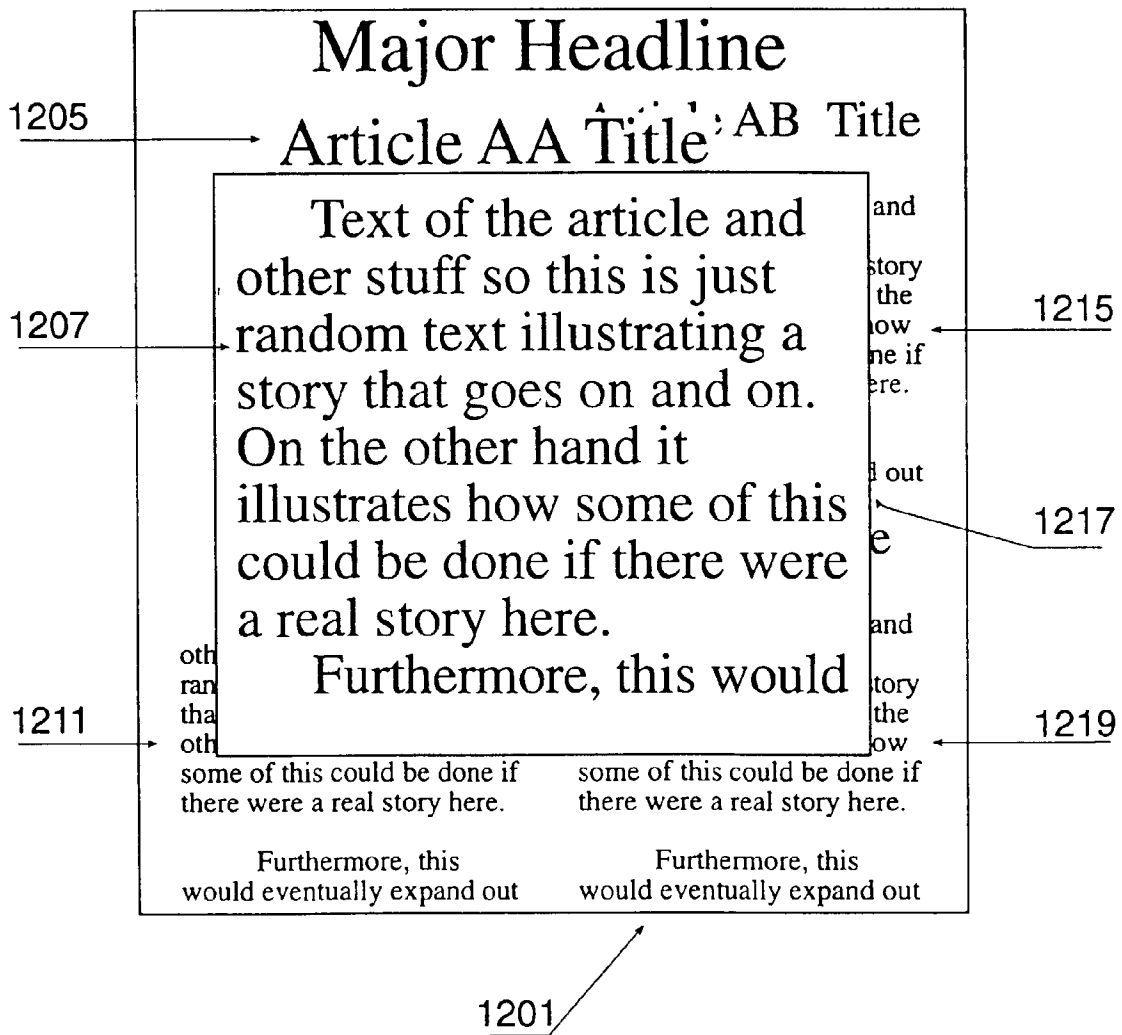 Major Headline
1205
Article AA Title
AB Title
Text of the article and
other stuff so this is just
random text illustrating a
story that goes on and on.
On the other hand it
illustrates how some of this
could be done if there were
a real story here.
Furthermore, this would
1207
and
story
the
if
1215
out
1217
and
the
1219
1211
some of this could be done if
there were a real story here.
Furthermore, this
would eventually expand out
some of this could be done if
there were a real story here.
Furthermore, this
would eventually expand out
1201